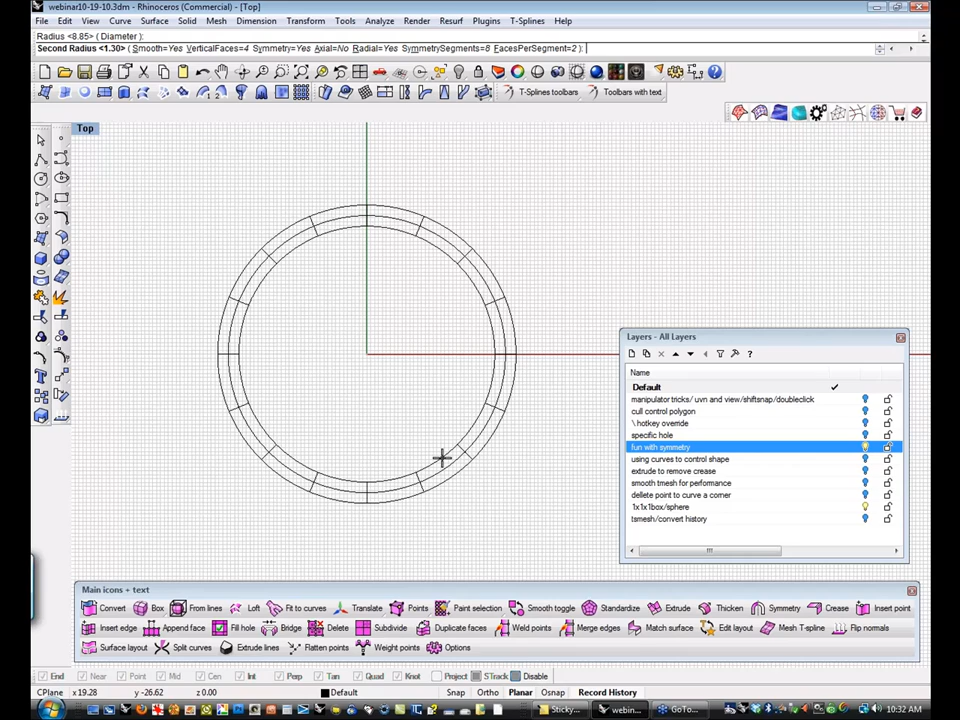 webinar10-19-10.3dm - Rhinoceros (Commercial) - [Top]
File Edit View Curve Surface Solid Mesh Dimension Transform Tools Analyze Render Resurf Plugins T-Splines Help
Radius <8.85> (Diameter ):
Second Radius <1.30> ( Smooth=Yes VerticalFaces=4 Symmetry=Yes Axial=No Radial=Yes SymmetrySegments=8 FacesPerSegment=2 ):
T-Splines toolbars Toolbars with text
Top
Layers - All Layers
Name
Default
manipulator tricks/ uvn and view/shiftsnap/doubleclick
cull control polygon
\ hotkey override
specific hole
fun with symmetry
using curves to control shape
extrude to remove crease
smooth tmesh for peformance
dellete point to curve a corner
1x1x1box/sphere
tsmesh/convert history
Main icons + text
Convert Box From lines Loft Fit to curves Translate Points Paint selection Smooth toggle Standardize Extrude Thicken Symmetry Crease Insert point
Insert edge Append face Fill hole Bridge Delete Subdivide Duplicate faces Weld points Merge edges Match surface Edit layout Mesh T-spline Flip normals
Surface layout Split curves Extrude lines Flatten points Weight points Options
End Near Point Mid Cen Int Perp Tan Quad Knot Project STrack Disable
CPlane x 19.28 y -26.62 z 0.00 Default Snap Ortho Planar Osnap Record History
Sticky... webin... GoTo... 10:32 AM